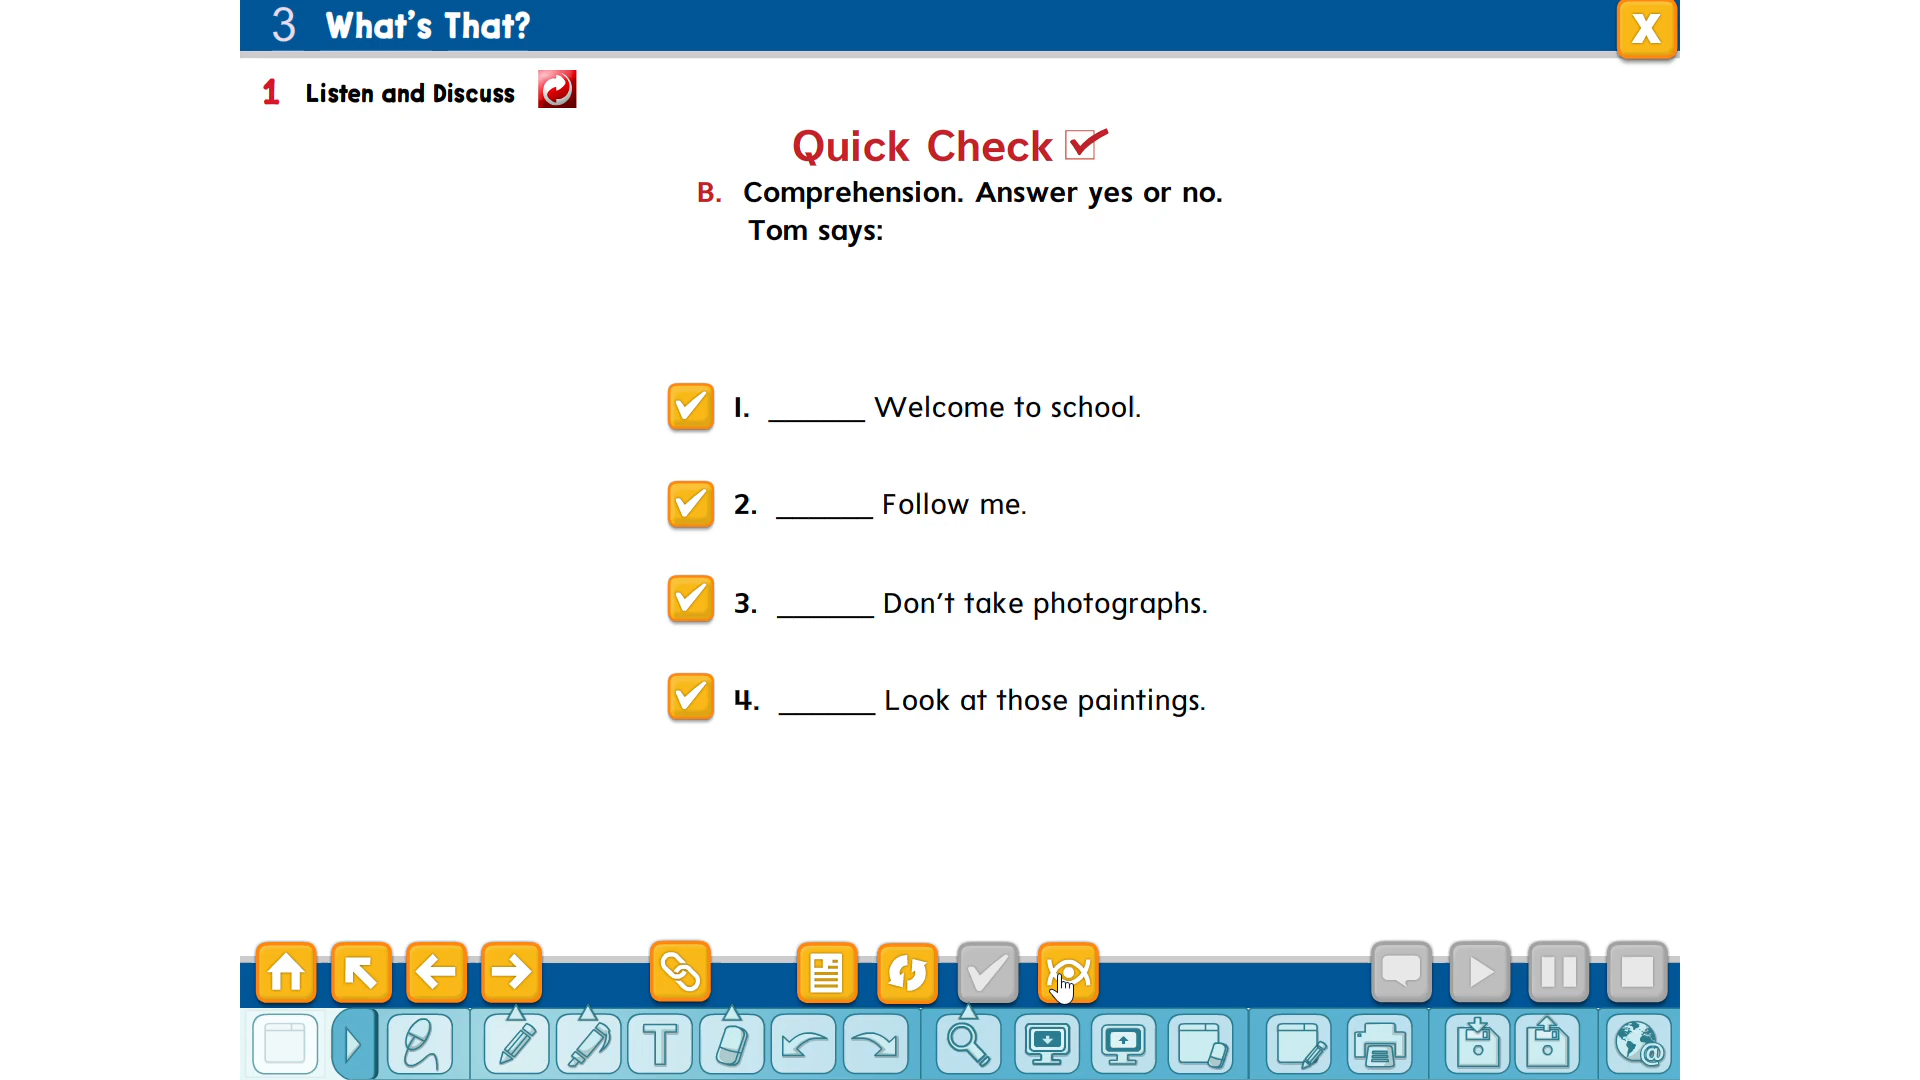 3 What's That?
1 Listen and Discuss
Quick Check
B. Comprehension. Answer yes or no.
Tom says:
1. ______ Welcome to school.
2. ______ Follow me.
3. ______ Don't take photographs.
4. ______ Look at those paintings.